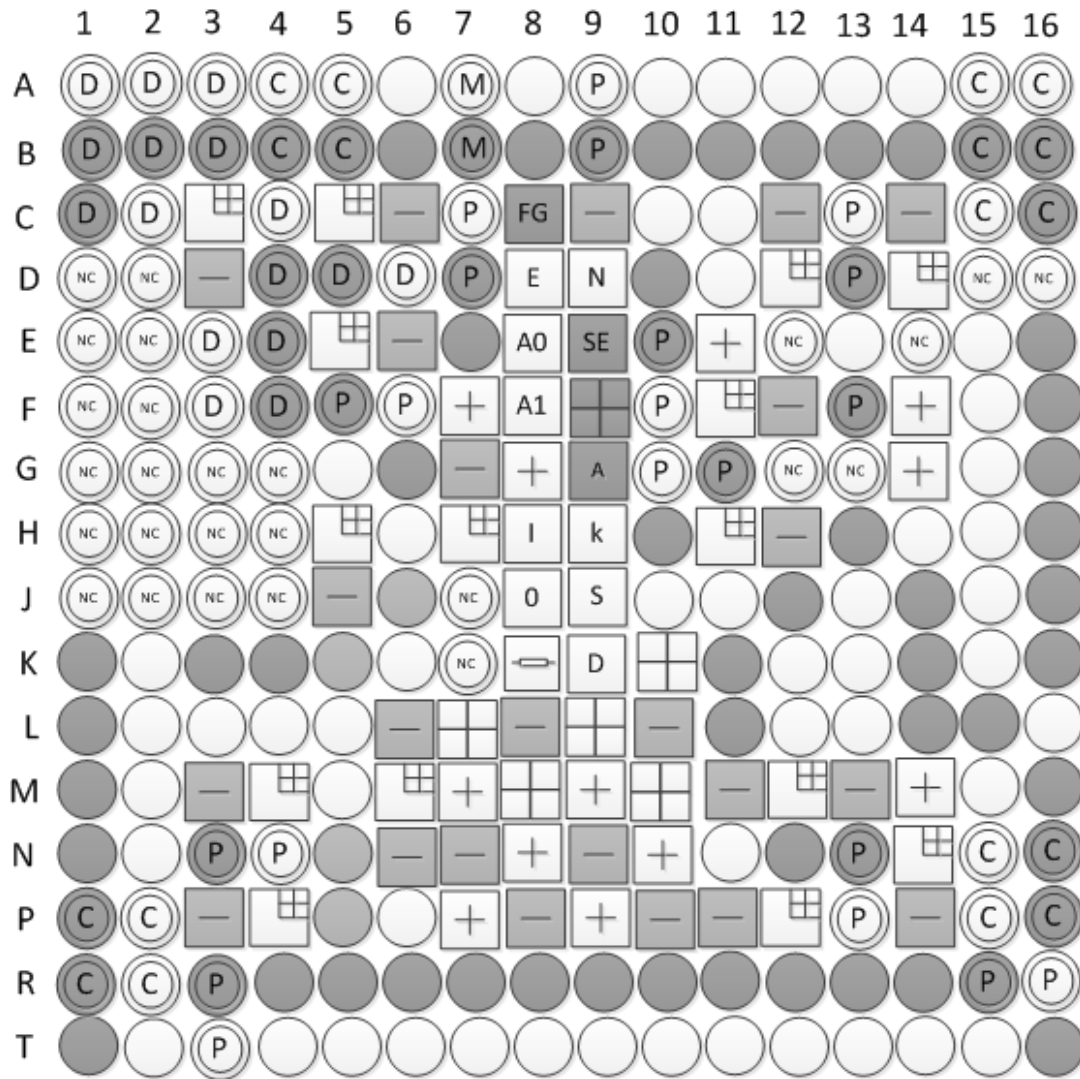 1 2 3 4 5 6 7 8 9 10 11 12 13 14 15 16
A D D D C C M P C C
B D D D C C M P C C
C D D D P FG P C C
D NC NC D D D P E N P NC NC
E NC NC D D A0 SE P NC NC
F NC NC D D P P A1 P P
G NC NC NC NC A P P NC NC
H NC NC NC NC I k
J NC NC NC NC NC 0 S
K NC D
L
M
N P P P C C
P C C P C C
R C C P P P
T P